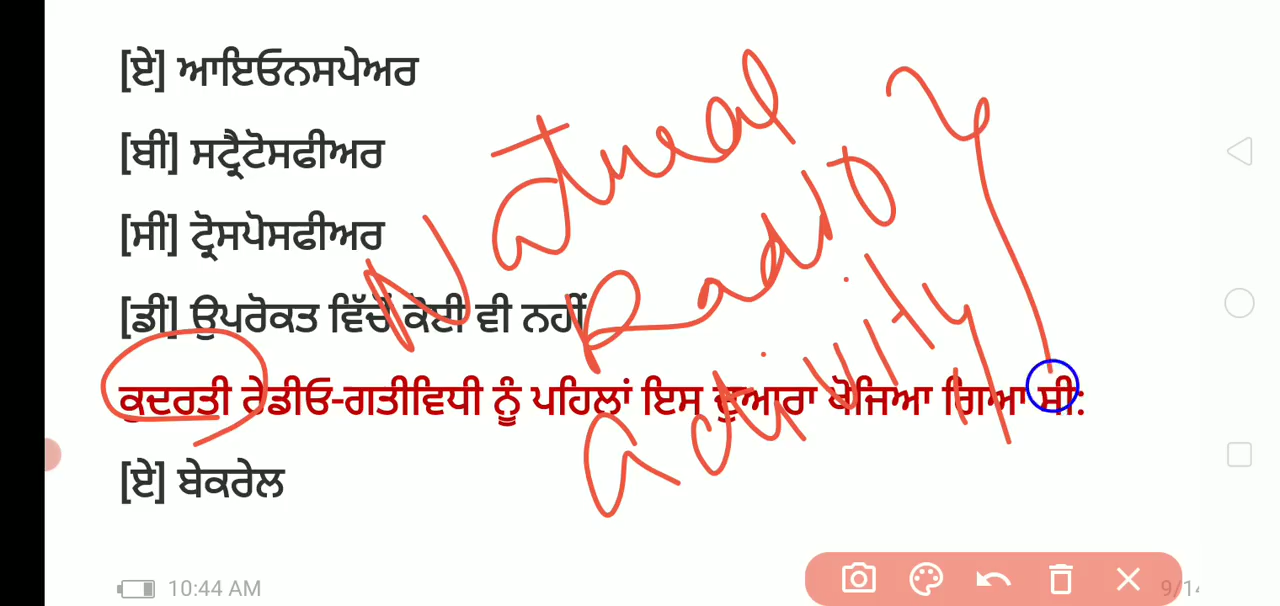 [ਏ] ਆਇਓਨਸਪੇਅਰ
[ਬੀ] ਸਟ੍ਰੈਟੋਸਫੀਅਰ
[ਸੀ] ਟ੍ਰੋਸਪੋਸਫੀਅਰ
[ਡੀ] ਉਪਰੋਕਤ ਵਿੱਚੋਂ ਕੋਈ ਵੀ ਨਹੀਂ
ਕੁਦਰਤੀ ਰੇਡੀਓ-ਗਤੀਵਿਧੀ ਨੂੰ ਪਹਿਲਾਂ ਇਸ ਦੁਆਰਾ ਖੋਜਿਆ ਗਿਆ ਸੀ:
[ਏ] ਬੇਕਰੇਲ
Natural
Radio
activity
10:44 AM